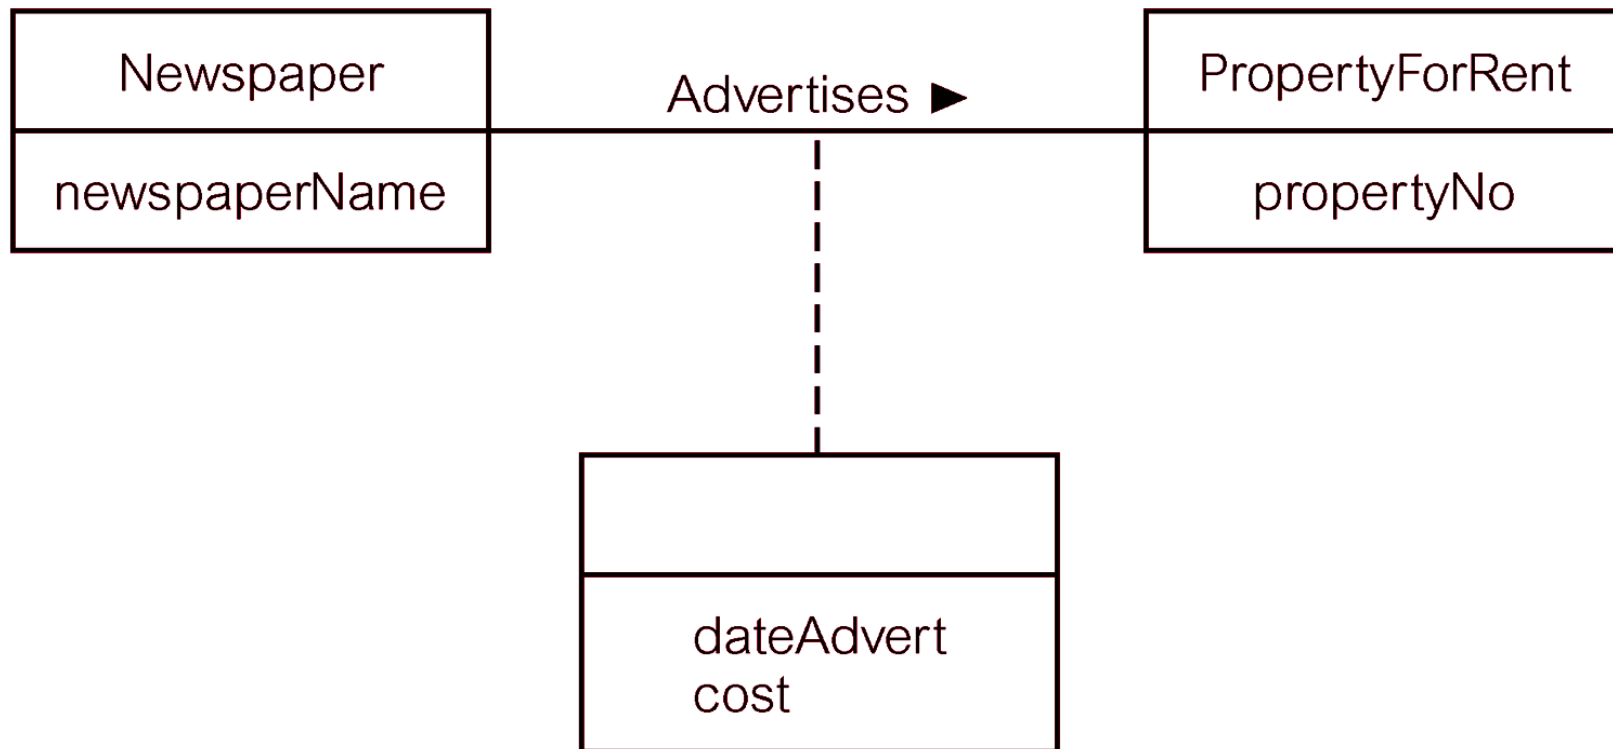 Newspaper
newspaperName
Advertises ►
PropertyForRent
propertyNo
dateAdvert
cost